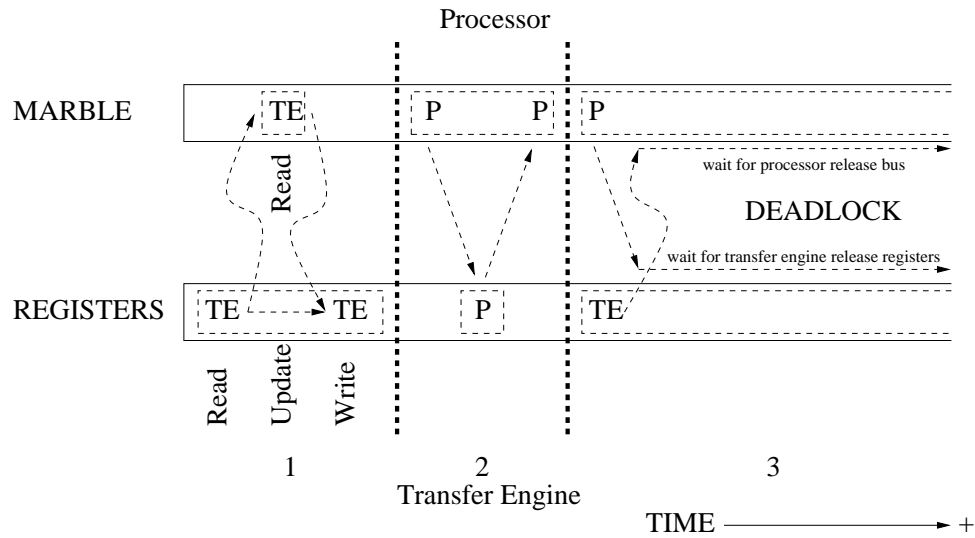 Processor
MARBLE
TE
P
P
P
Read
wait for processor release bus
DEADLOCK
wait for transfer engine release registers
REGISTERS
TE
TE
P
TE
Read
Update
Write
1
2
3
Transfer Engine
TIME
+